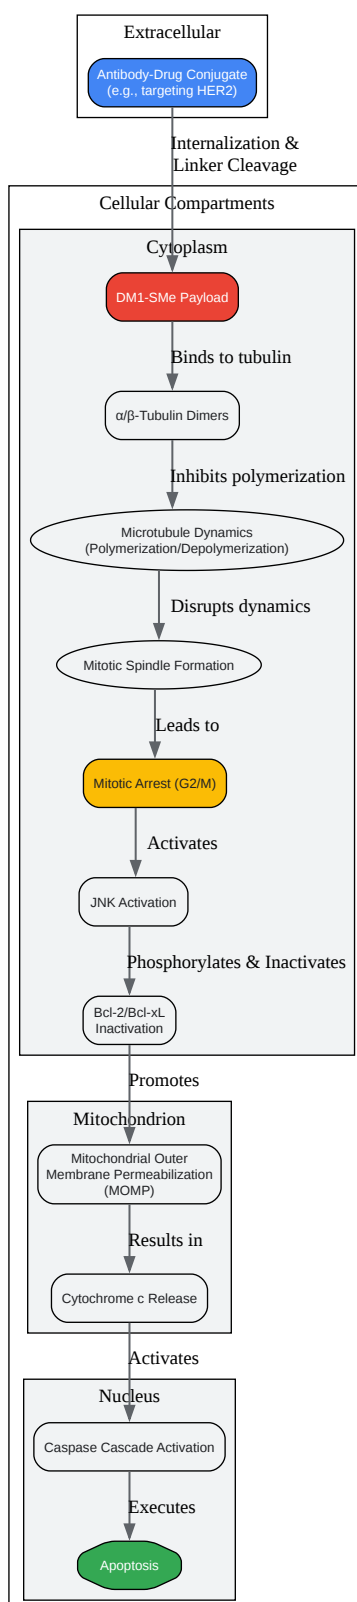 Extracellular
Antibody-Drug Conjugate
(e.g., targeting HER2)
Internalization &
Linker Cleavage
Cellular Compartments
Cytoplasm
DM1-SMe Payload
Binds to tubulin
α/β-Tubulin Dimers
Inhibits polymerization
Microtubule Dynamics
(Polymerization/Depolymerization)
Disrupts dynamics
Mitotic Spindle Formation
Leads to
Mitotic Arrest (G2/M)
Activates
JNK Activation
Phosphorylates & Inactivates
Bcl-2/Bcl-xL
Inactivation
Promotes
Mitochondrion
Mitochondrial Outer
Membrane Permeabilization
(MOMP)
Results in
Cytochrome c Release
Activates
Nucleus
Caspase Cascade Activation
Executes
Apoptosis